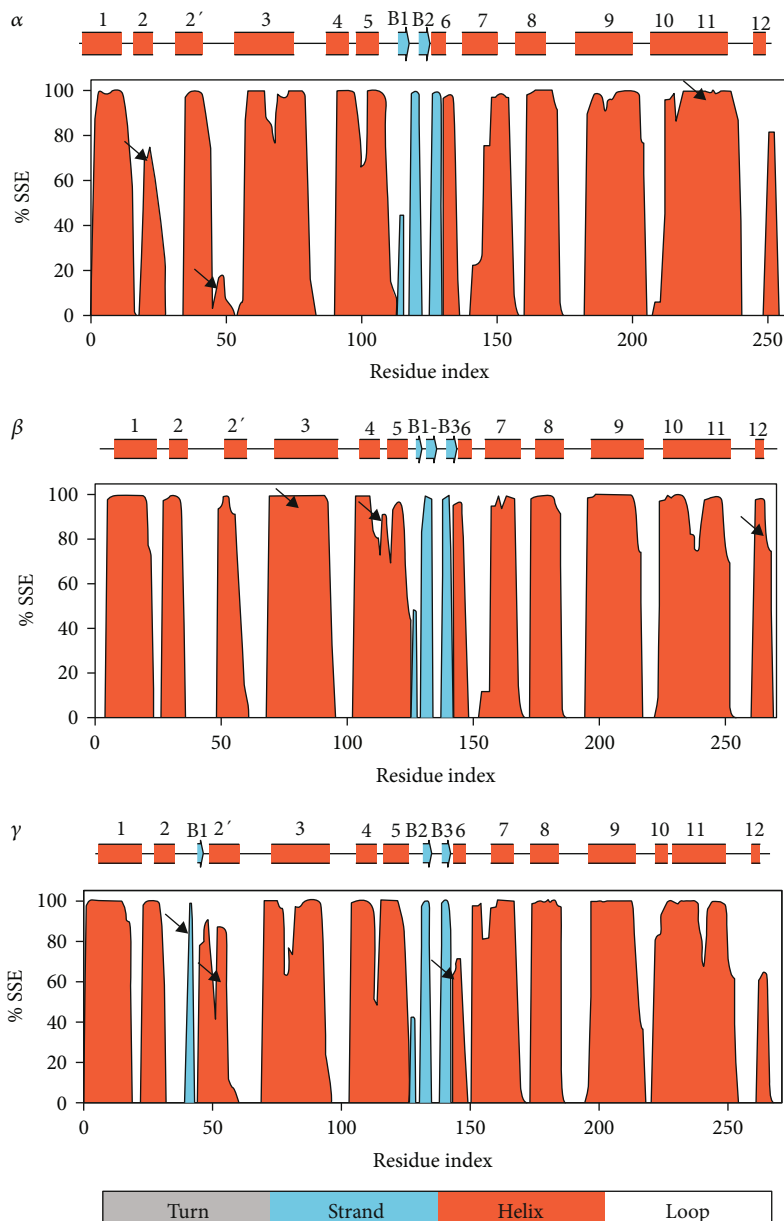 α
1 2 2′ 3 4 5 B1 B2 6 7 8 9 10 11 12
100
80
60
40
20
0
% SSE
0 50 100 150 200 250
Residue index
β
1 2 2′ 3 4 5 B1-B3 6 7 8 9 10 11 12
100
80
60
40
20
0
% SSE
0 50 100 150 200 250
Residue index
γ
1 2 B1 2′ 3 4 5 B2 B3 6 7 8 9 10 11 12
100
80
60
40
20
0
% SSE
0 50 100 150 200 250
Residue index
Turn Strand Helix Loop